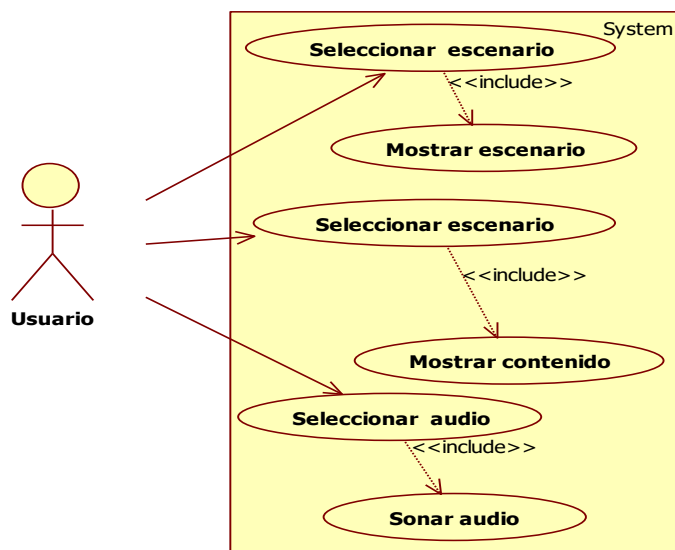 System
Seleccionar escenario
<<include>>
Mostrar escenario
Seleccionar escenario
<<include>>
Usuario
Mostrar contenido
Seleccionar audio
<<include>>
Sonar audio